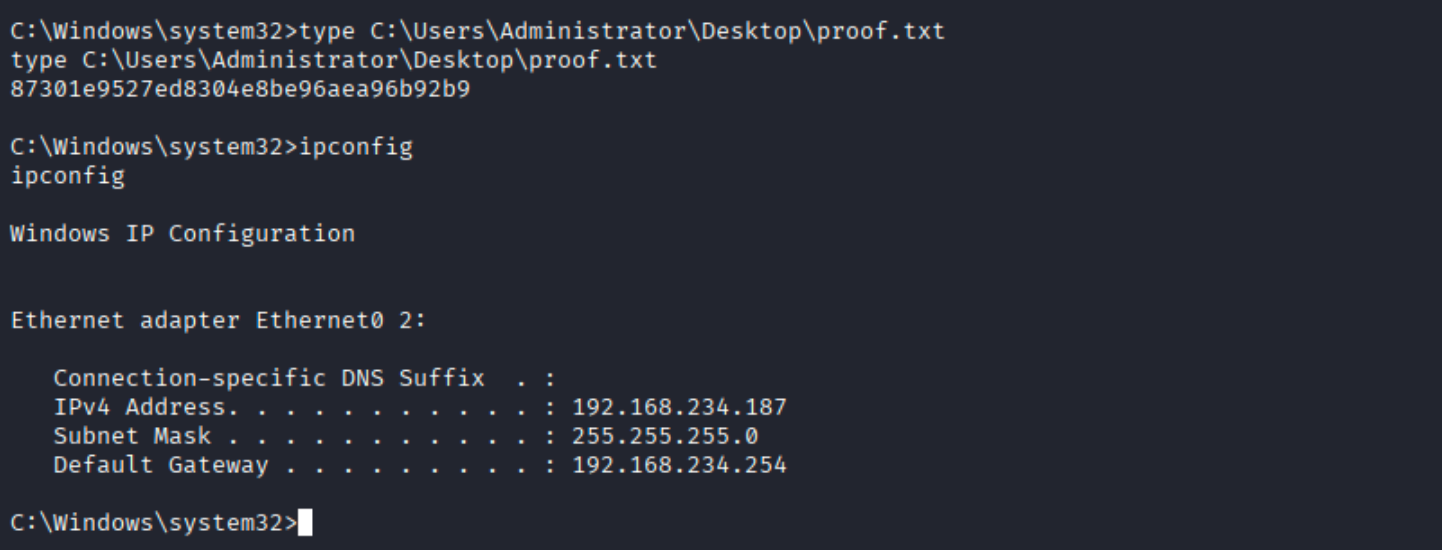 C:\Windows\system32>type C:\Users\Administrator\Desktop\proof.txt
type C:\Users\Administrator\Desktop\proof.txt
87301e9527ed8304e8be96aea96b92b9
C:\Windows\system32>ipconfig
ipconfig
Windows IP Configuration
Ethernet adapter Ethernet0 2:
   Connection-specific DNS Suffix  . :
   IPv4 Address. . . . . . . . . . . : 192.168.234.187
   Subnet Mask . . . . . . . . . . . : 255.255.255.0
   Default Gateway . . . . . . . . . : 192.168.234.254
C:\Windows\system32>